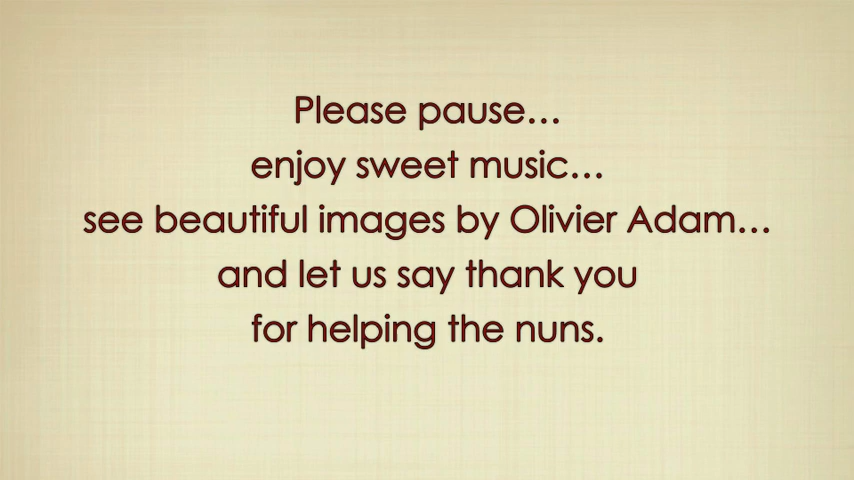 Please pause…
enjoy sweet music…
see beautiful images by Olivier Adam…
and let us say thank you
for helping the nuns.